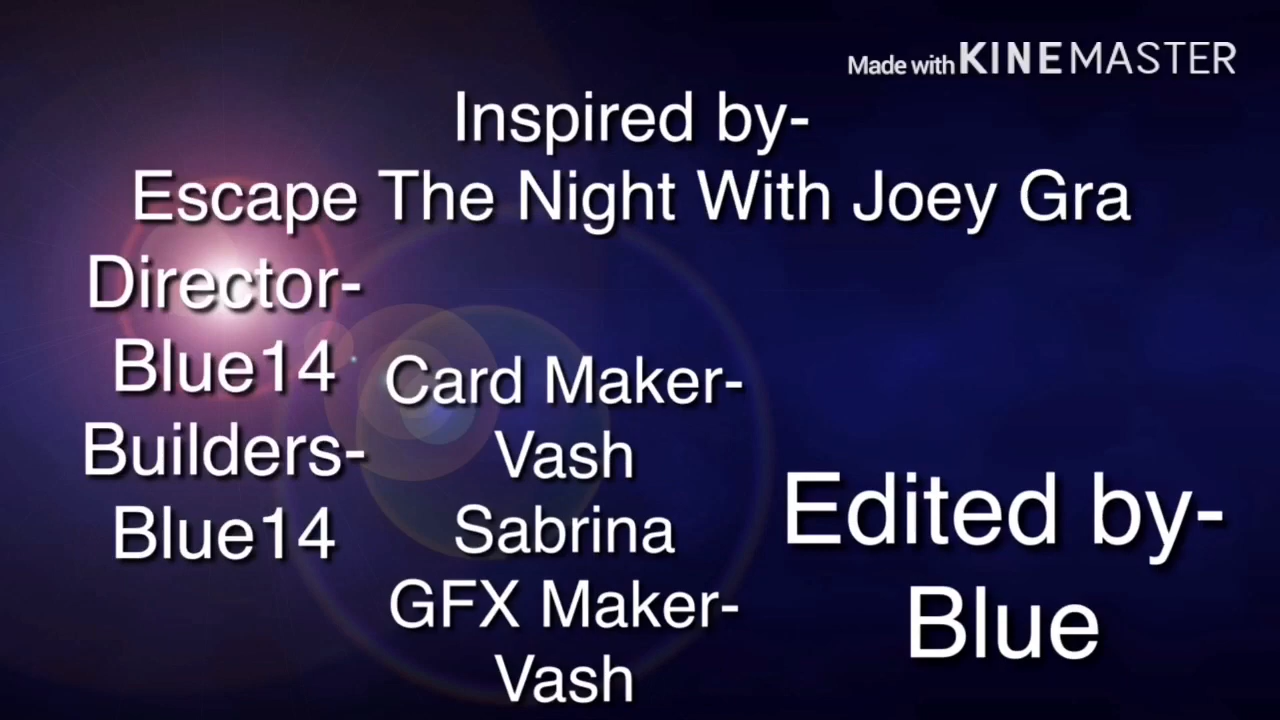 Made with KINEMASTER
Inspired by-
Escape The Night With Joey Gra
Director-
Blue14
Builders-
Blue14
Card Maker-
Vash
Sabrina
GFX Maker-
Vash
Edited by-
Blue